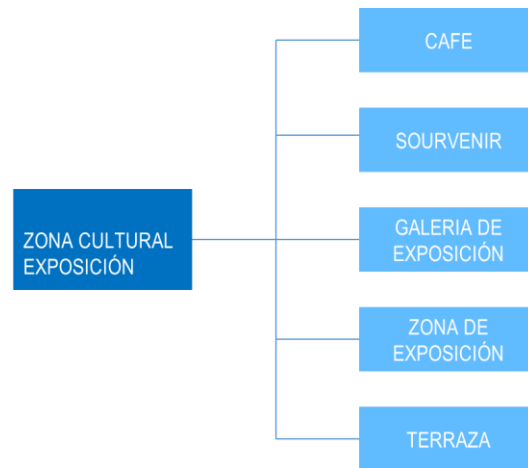 CAFE
SOURVENIR
ZONA CULTURAL
EXPOSICIÓN
GALERIA DE
EXPOSICIÓN
ZONA DE
EXPOSICIÓN
TERRAZA